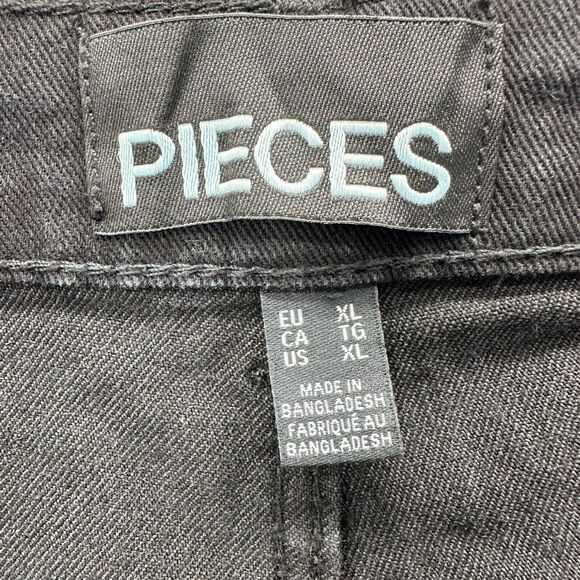 PIECES
EU XL
CA TG
US XL
MADE IN
BANGLADESH
FABRIQUÉ AU
BANGLADESH